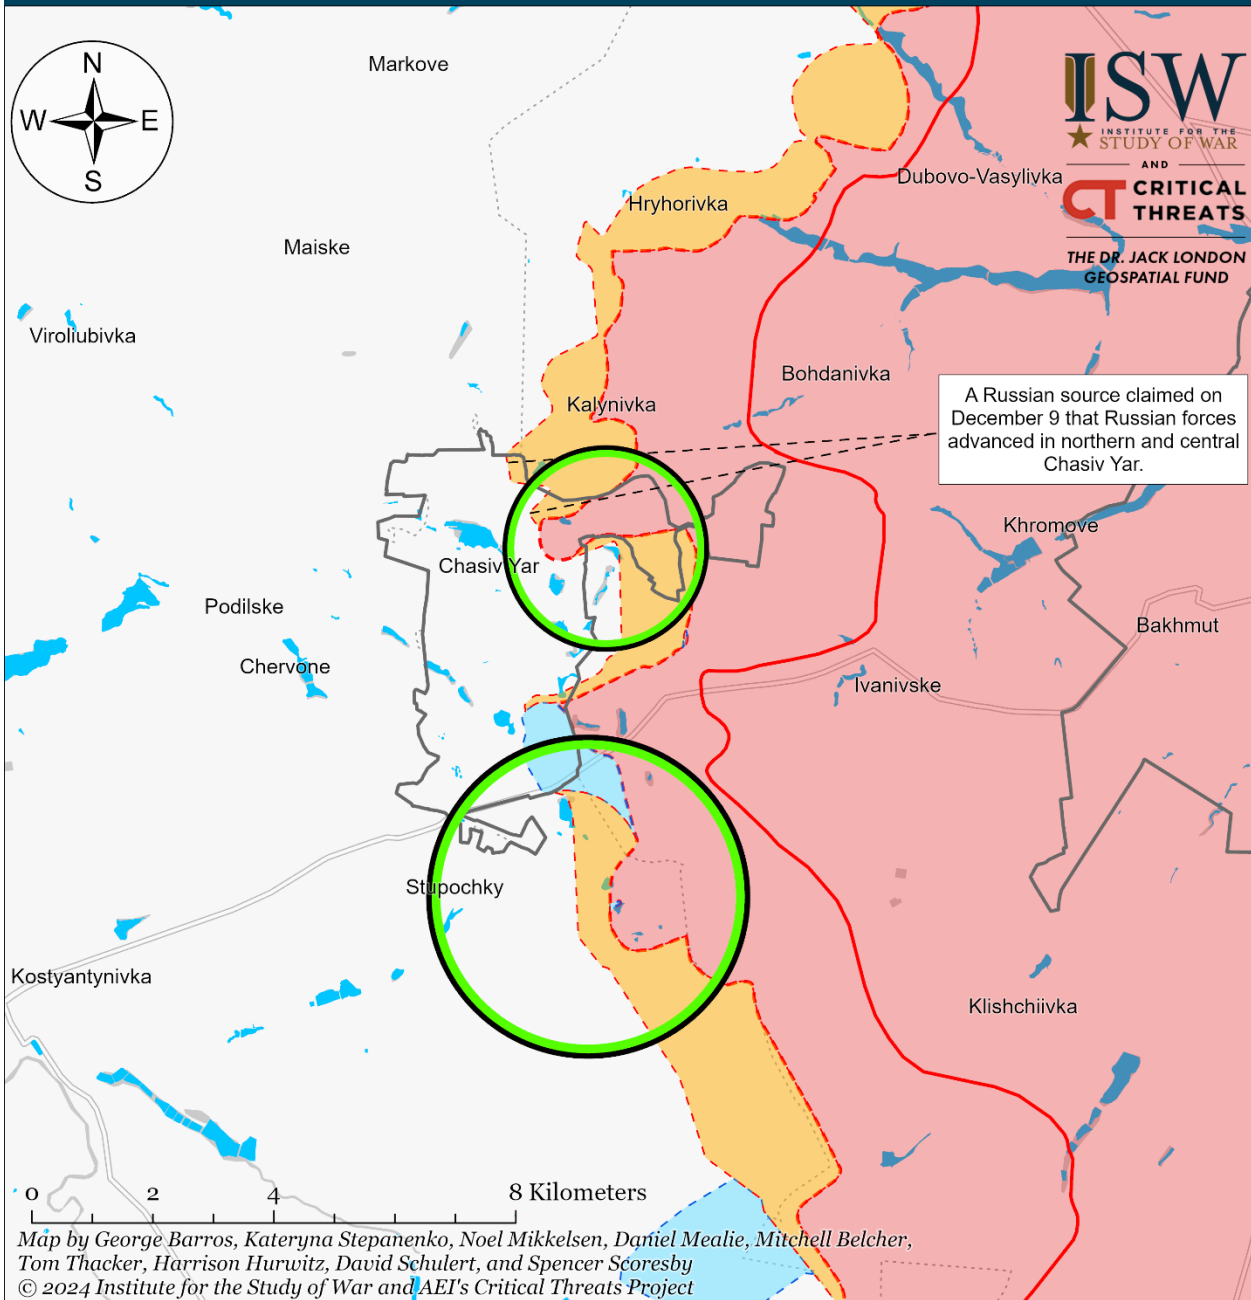 N
W
E
S
Markove
ISW
INSTITUTE FOR THE
STUDY OF WAR
AND
CT CRITICAL
THREATS
THE DR. JACK LONDON
GEOSPATIAL FUND
Dubovo-Vasylivka
Hryhorivka
Maiske
Viroliubivka
Bohdanivka
Kalynivka
A Russian source claimed on
December 9 that Russian forces
advanced in northern and central
Chasiv Yar.
Khromove
Chasiv Yar
Podilske
Bakhmut
Chervone
Ivanivske
Stupochky
Kostyantynivka
Klishchiivka
0 2 4 8 Kilometers
Map by George Barros, Kateryna Stepanenko, Noel Mikkelsen, Daniel Mealie, Mitchell Belcher,
Tom Thacker, Harrison Hurwitz, David Schulert, and Spencer Scoresby
© 2024 Institute for the Study of War and AEI's Critical Threats Project